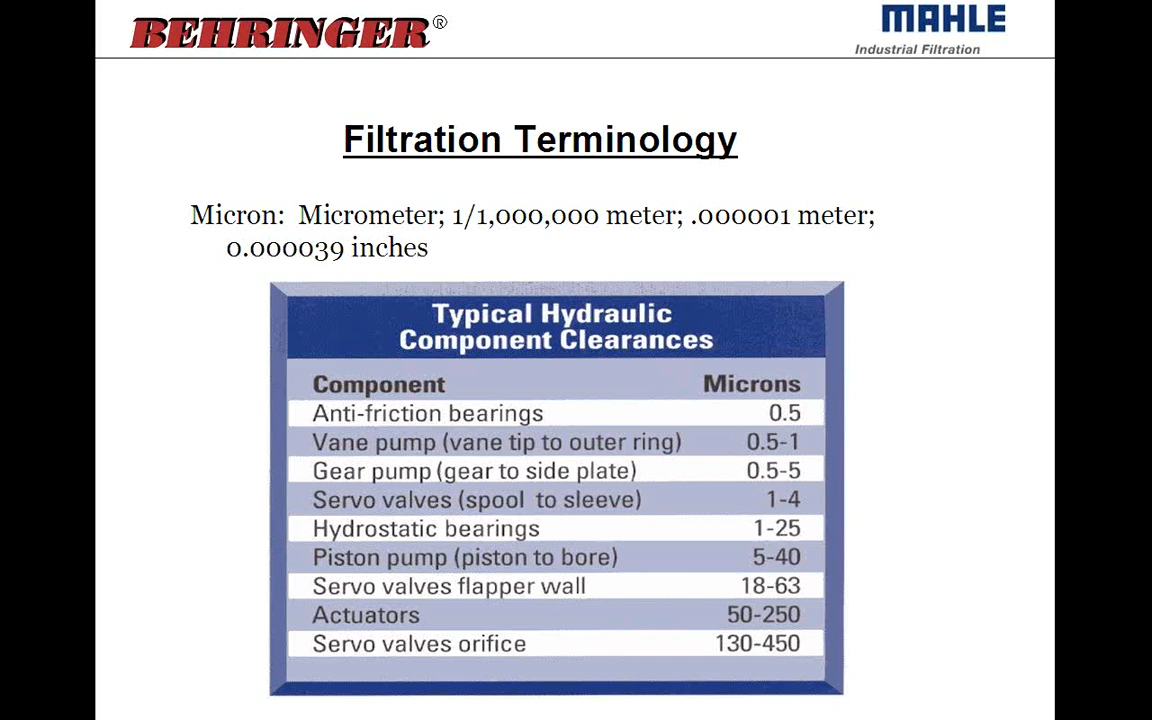 BEHRINGER®
MAHLE
Industrial Filtration
Filtration Terminology
Micron:  Micrometer; 1/1,000,000 meter; .000001 meter;
0.000039 inches
Typical Hydraulic
Component Clearances
Component Microns
Anti-friction bearings 0.5
Vane pump (vane tip to outer ring) 0.5-1
Gear pump (gear to side plate) 0.5-5
Servo valves (spool to sleeve) 1-4
Hydrostatic bearings 1-25
Piston pump (piston to bore) 5-40
Servo valves flapper wall 18-63
Actuators 50-250
Servo valves orifice 130-450